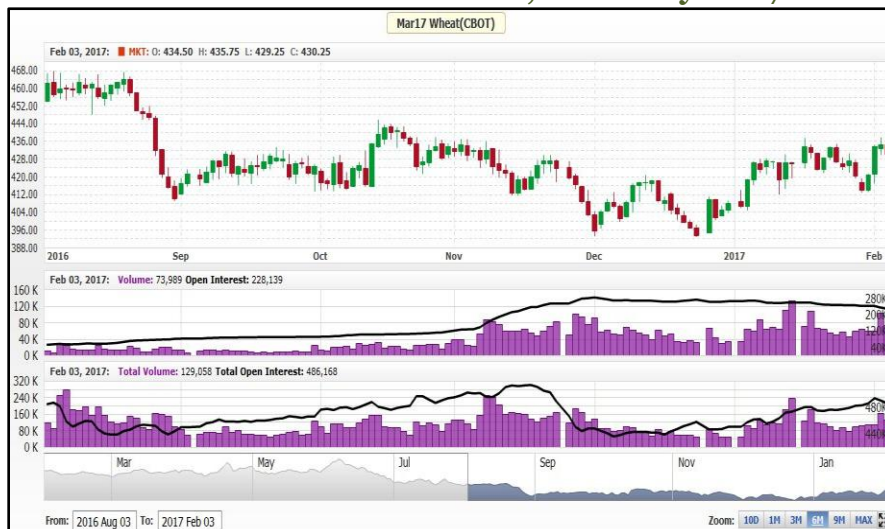 Mar17 Wheat(CBOT)
Feb 03, 2017: MKT: O: 434.50 H: 435.75 L: 429.25 C: 430.25
468.00
460.00
452.00
444.00
436.00
428.00
420.00
412.00
404.00
396.00
388.00
2016 Sep Oct Nov Dec 2017 Feb
Feb 03, 2017: Volume: 73,989 Open Interest: 228,139
160 K
120 K
80 K
40 K
0 K
280K
200K
120K
40K
Feb 03, 2017: Total Volume: 129,058 Total Open Interest: 486,168
320 K
240 K
160 K
80 K
0 K
480K
440K
Mar May Jul Sep Nov Jan
From: 2016 Aug 03 To: 2017 Feb 03 Zoom: 10D 1M 3M 6M 9M MAX